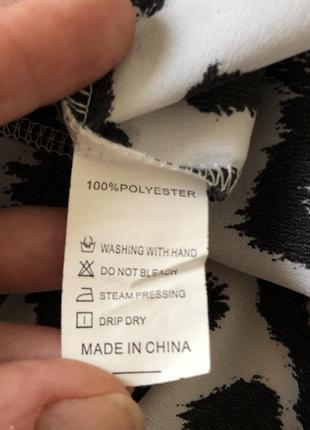 100%POLYESTER
WASHING WITH HAND
DO NOT BLEACH
STEAM PRESSING
DRIP DRY
MADE IN CHINA